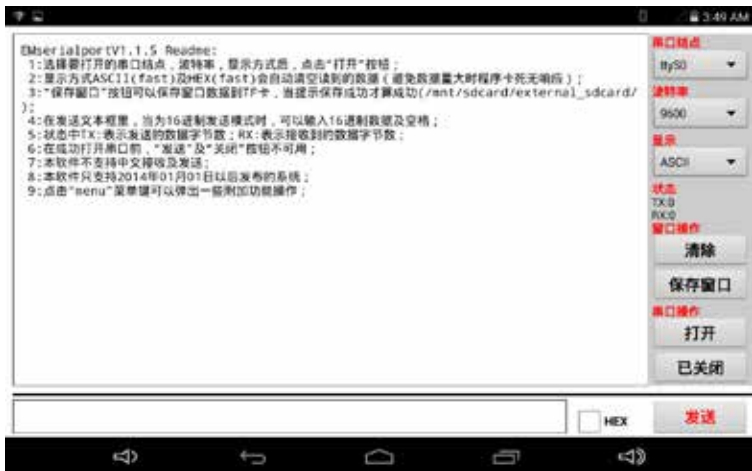 3:49 AM
EMserialportV1.1.5 Readme:
1:选择要打开的串口结点，波特率，显示方式后，点击"打开"按钮；
2:显示方式ASCII(fast)及HEX(fast)会自动清空读到的数据(避免数据量大时程序卡死无响应)；
3:"保存窗口"按钮可以保存窗口数据到TF卡，当提示保存成功才算成功(/mnt/sdcard/external_sdcard/
)；
4:在发送文本框里，当为16进制发送模式时，可以输入16进制数据及空格；
5:状态中TX:表示发送的数据字节数；RX:表示接收到的数据字节数；
6:在成功打开串口前，"发送"及"关闭"按钮不可用；
7:本软件不支持中文接收及发送；
8:本软件只支持2014年01月01日以后发布的系统；
9:点击"menu"菜单键可以弹出一些附加功能操作；
串口结点
ttyS0
波特率
9600
显示
ASCII
状态
TX:0
RX:0
窗口操作
清除
保存窗口
串口操作
打开
已关闭
HEX
发送